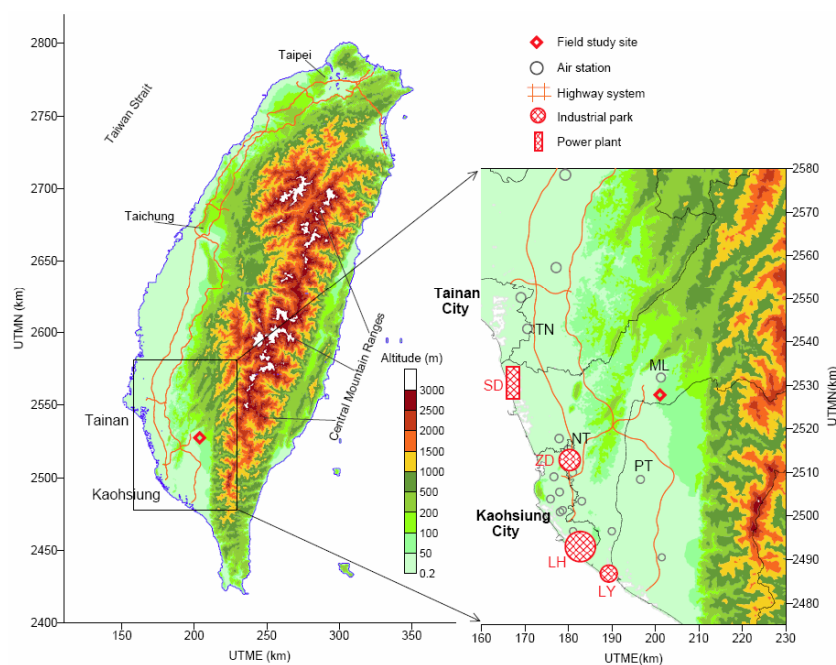 2800
2750
2700
2650
2600
2550
2500
2450
2400
UTMN (km)
150
200
250
300
350
UTME (km)
Taiwan Strait
Taipei
Taichung
Tainan
Kaohsiung
Central Mountain Ranges
Altitude (m)
3000
2500
2000
1500
1000
500
200
100
50
0.2
Field study site
Air station
Highway system
Industrial park
Power plant
Tainan
City
TN
SD
ML
NT
ZD
PT
Kaohsiung
City
LH
LY
2580
2570
2560
2550
2540
2530
2520
2510
2500
2490
2480
UTMN(km)
160
170
180
190
200
210
220
230
UTME(km)